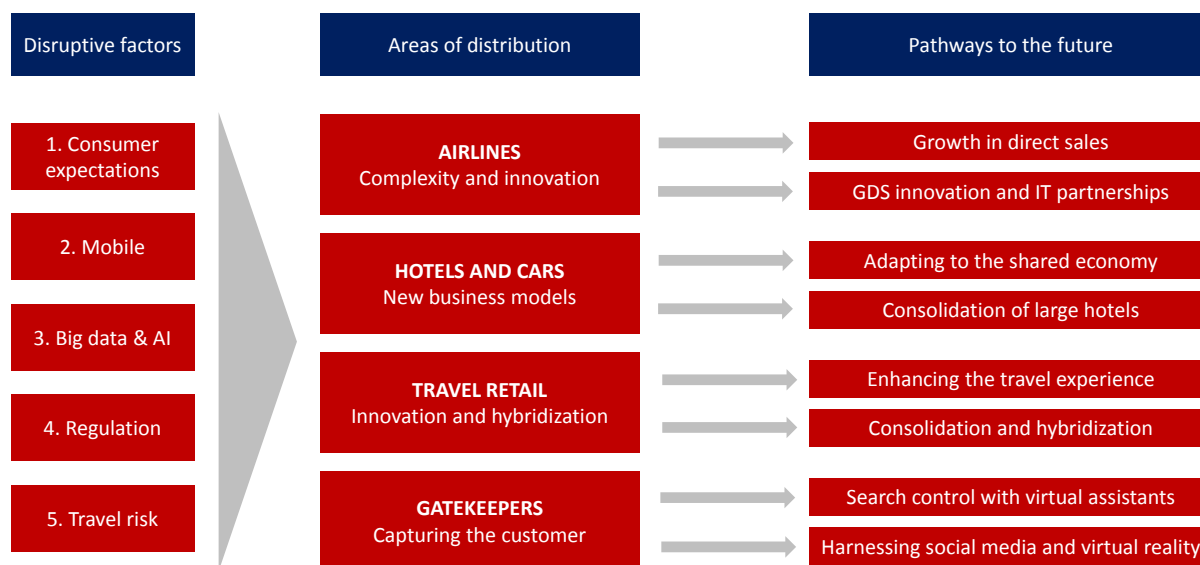 Disruptive factors
Areas of distribution
Pathways to the future
1. Consumer
expectations
2. Mobile
3. Big data & AI
4. Regulation
5. Travel risk
AIRLINES
Complexity and innovation
HOTELS AND CARS
New business models
TRAVEL RETAIL
Innovation and hybridization
GATEKEEPERS
Capturing the customer
Growth in direct sales
GDS innovation and IT partnerships
Adapting to the shared economy
Consolidation of large hotels
Enhancing the travel experience
Consolidation and hybridization
Search control with virtual assistants
Harnessing social media and virtual reality